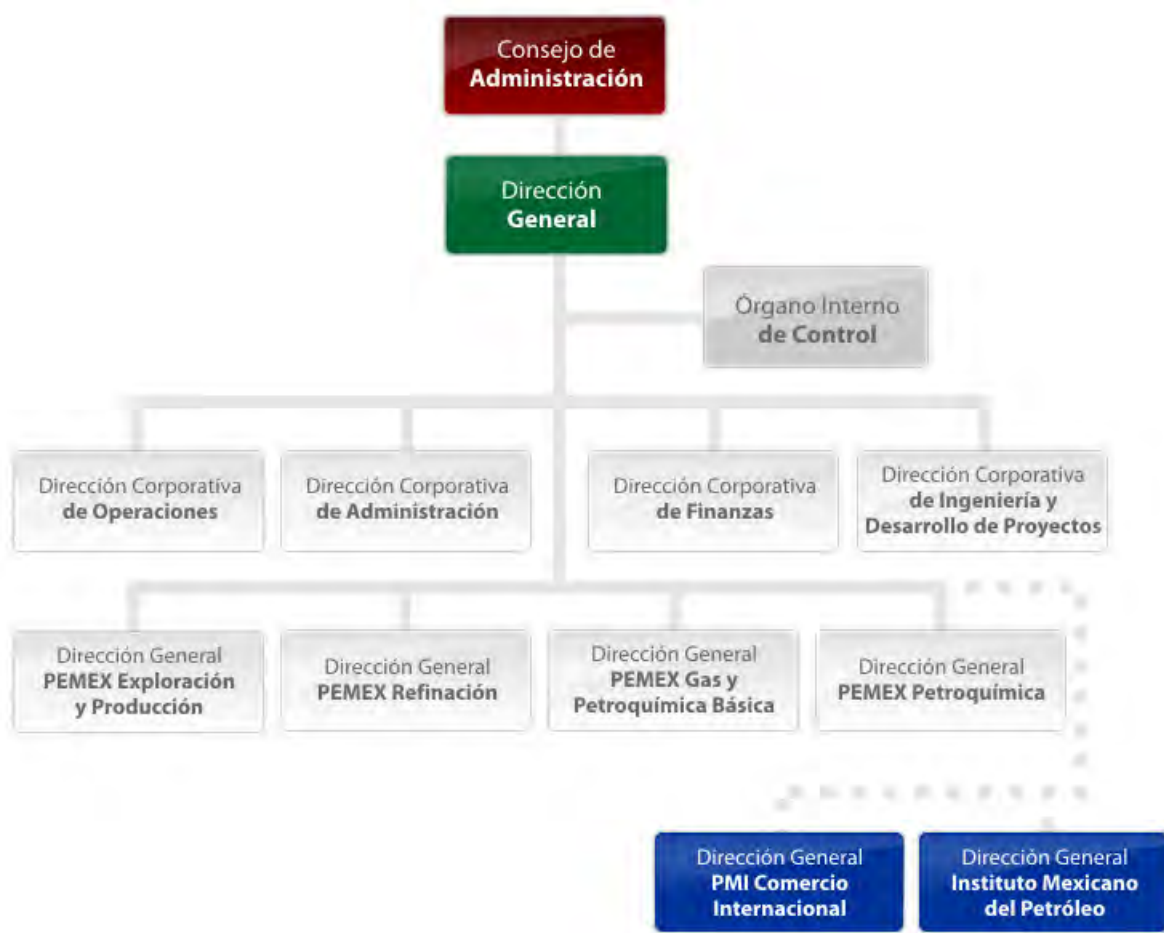 Consejo de
Administración
Dirección
General
Órgano Interno
de Control
Dirección Corporativa
de Operaciones
Dirección Corporativa
de Administración
Dirección Corporativa
de Finanzas
Dirección Corporativa
de Ingeniería y
Desarrollo de Proyectos
Dirección General
PEMEX Exploración
y Producción
Dirección General
PEMEX Refinación
Dirección General
PEMEX Gas y
Petroquímica Básica
Dirección General
PEMEX Petroquímica
Dirección General
PMI Comercio
Internacional
Dirección General
Instituto Mexicano
del Petróleo